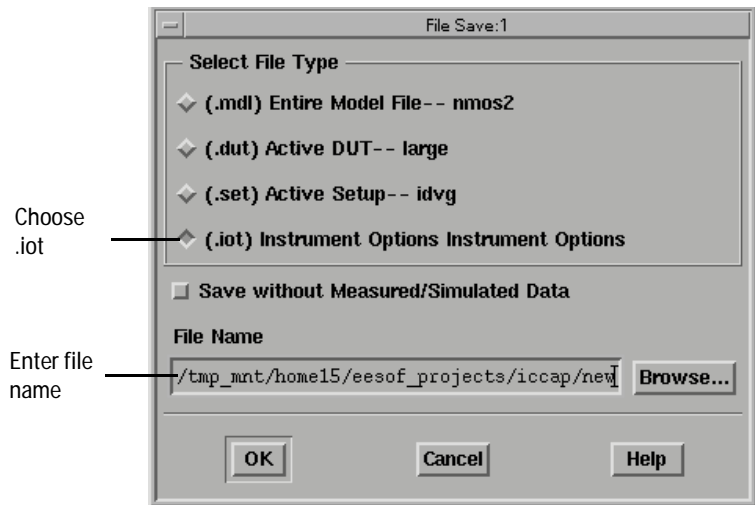 File Save:1
Select File Type
(.mdl) Entire Model File-- nmos2
(.dut) Active DUT-- large
(.set) Active Setup-- idvg
Choose
.iot
(.iot) Instrument Options Instrument Options
Save without Measured/Simulated Data
File Name
Enter file
name
/tmp_mnt/home15/eesof_projects/iccap/new
Browse...
OK
Cancel
Help